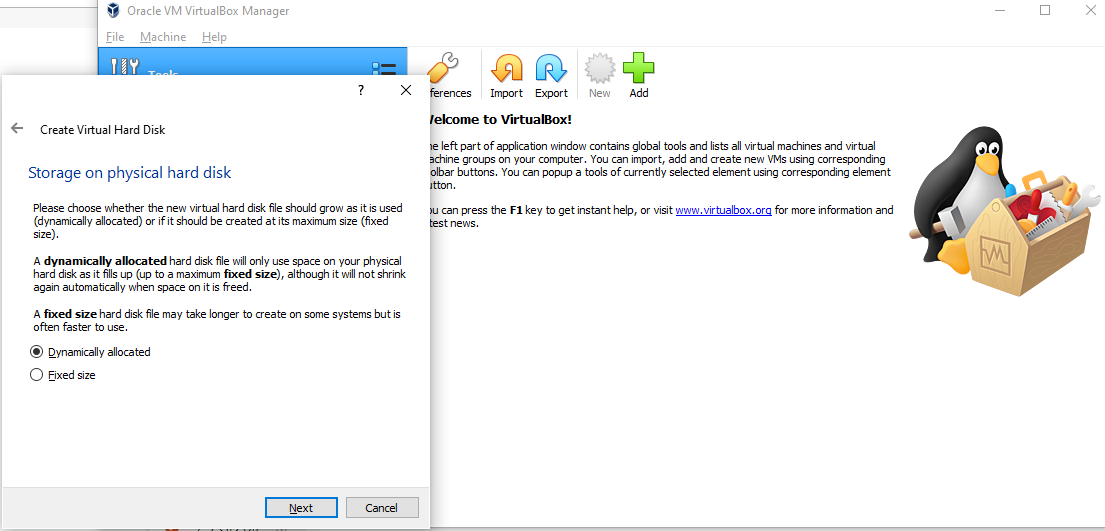 Oracle VM VirtualBox Manager
File Machine Help
Tools
ferences
Import
Export
New
Add
?
Create Virtual Hard Disk
Storage on physical hard disk
Please choose whether the new virtual hard disk file should grow as it is used
(dynamically allocated) or if it should be created at its maximum size (fixed
size).
A dynamically allocated hard disk file will only use space on your physical
hard disk as it fills up (up to a maximum fixed size), although it will not shrink
again automatically when space on it is freed.
A fixed size hard disk file may take longer to create on some systems but is
often faster to use.
Dynamically allocated
Fixed size
Next
Cancel
elcome to VirtualBox!
e left part of application window contains global tools and lists all virtual machines and virtual
achine groups on your computer. You can import, add and create new VMs using corresponding
olbar buttons. You can popup a tools of currently selected element using corresponding element
utton.
ou can press the F1 key to get instant help, or visit www.virtualbox.org for more information and
test news.